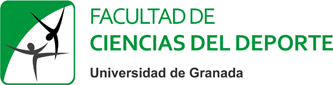 FACULTAD DE
CIENCIAS DEL DEPORTE
Universidad de Granada